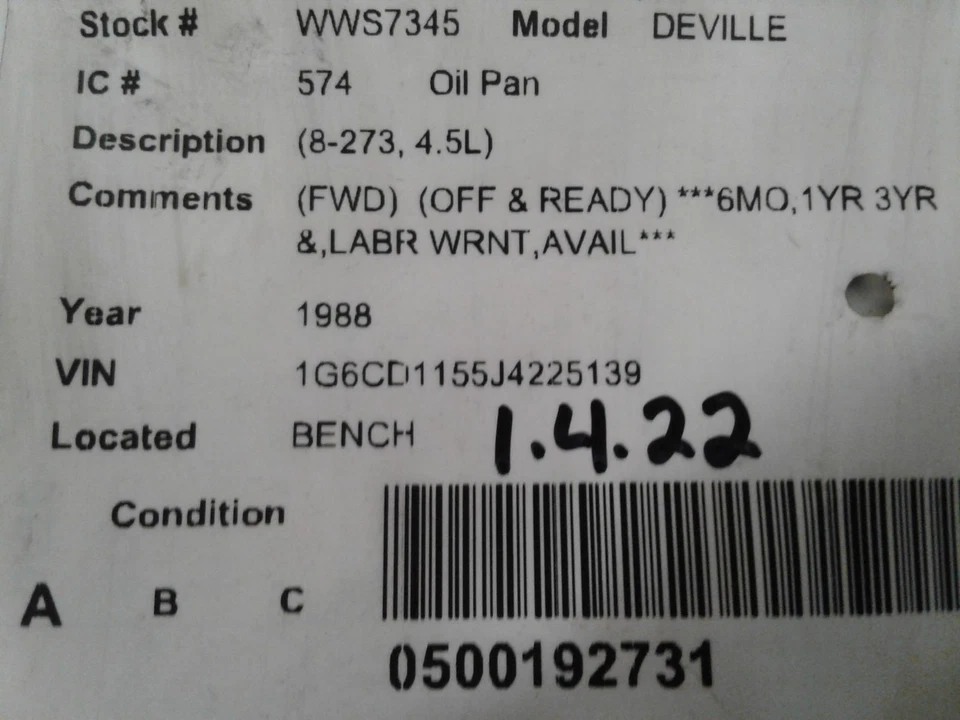 Stock # WWS7345 Model DEVILLE
IC # 574 Oil Pan
Description (8-273, 4.5L)
Comments (FWD) (OFF & READY) ***6MO,1YR 3YR
&,LABR WRNT,AVAIL***
Year 1988
VIN 1G6CD1155J4225139
Located BENCH 1.4.22
Condition
A B C
0500192731